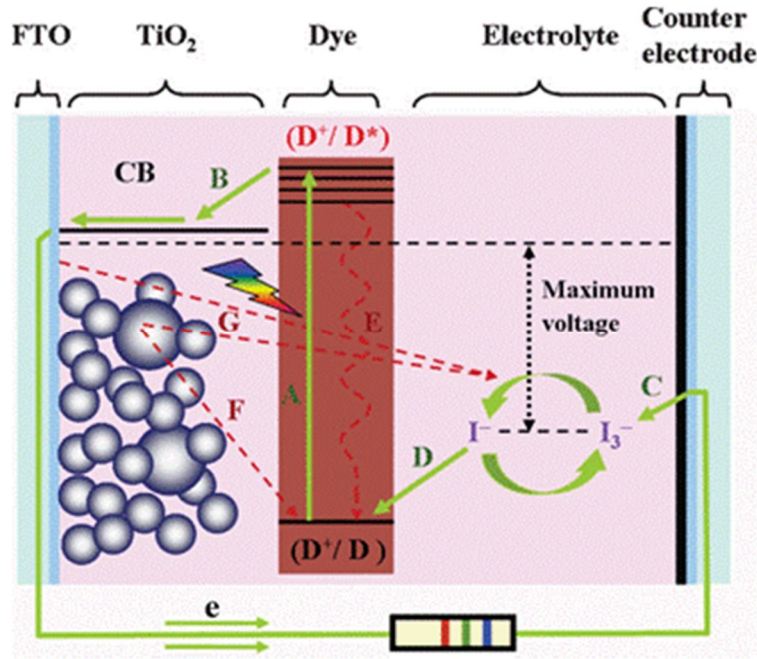 FTO TiO₂ Dye Electrolyte Counter electrode
(D⁺/ D*)
CB
B
Maximum
voltage
G
E
A
C
F
I⁻ I₃⁻
D
(D⁺/ D )
e